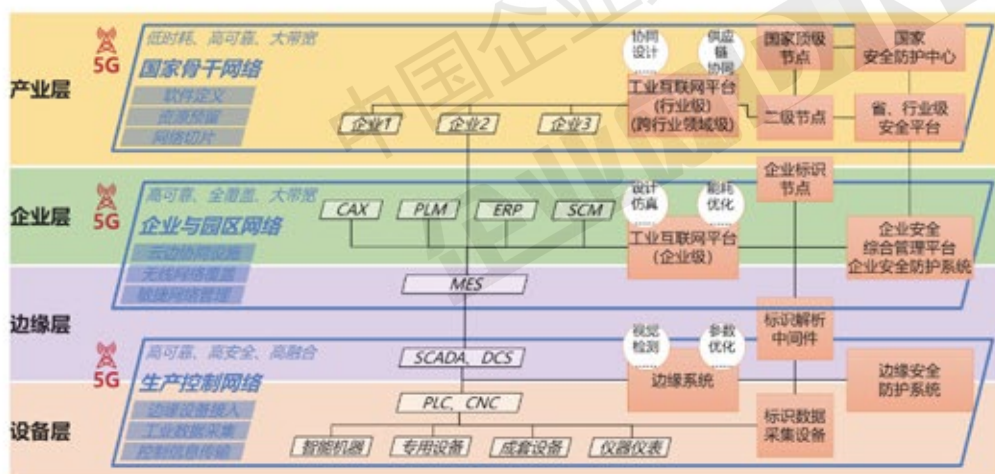 产业层
5G
低时耗、高可靠、大带宽
国家骨干网络
软件定义
资源预留
网络切片
企业1
企业2
企业3
协同
设计
供应
链
协同
工业互联网平台
(行业级)
(跨行业领域级)
国家顶级
节点
二级节点
国家
安全防护中心
省、行业级
安全平台
企业层
5G
高可靠、全覆盖、大带宽
企业与园区网络
云边协同设施
无线网络覆盖
敏捷网络管理
CAX
PLM
ERP
SCM
设计
仿真
能耗
优化
工业互联网平台
(企业级)
企业标识
节点
企业安全
综合管理平台
企业安全防护系统
MES
边缘层
5G
高可靠、高安全、高融合
生产控制网络
边缘设备接入
工业数据采集
控制信息传输
SCADA、DCS
视觉
检测
参数
优化
边缘系统
标识解析
中间件
边缘安全
防护系统
设备层
PLC、CNC
智能机器
专用设备
成套设备
仪器仪表
标识数据
采集设备
中国企业